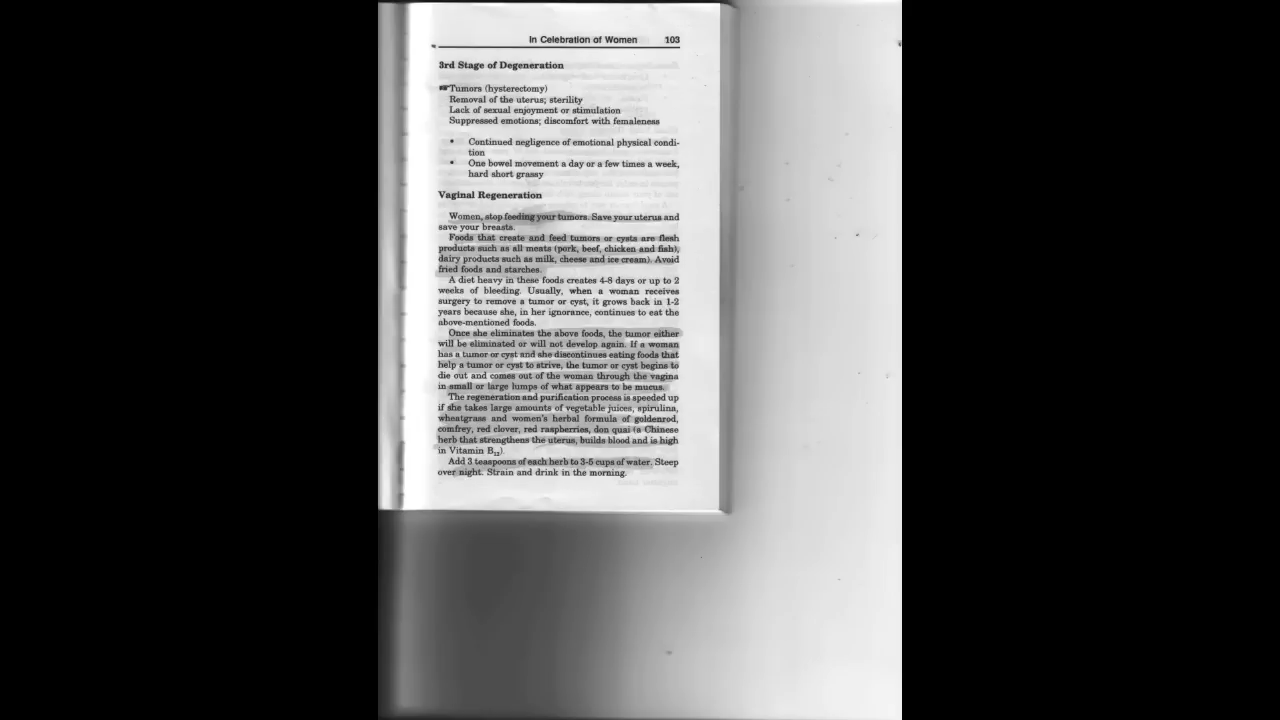 In Celebration of Women 103
3rd Stage of Degeneration
Tumors (hysterectomy)
Removal of the uterus; sterility
Lack of sexual enjoyment or stimulation
Suppressed emotions; discomfort with femaleness
• Continued negligence of emotional physical condi-
tion
• One bowel movement a day or a few times a week,
hard short grassy
Vaginal Regeneration
Women, stop feeding your tumors. Save your uterus and
save your breasts.
Foods that create and feed tumors or cysts are flesh
products such as all meats (pork, beef, chicken and fish),
dairy products such as milk, cheese and ice cream). Avoid
fried foods and starches.
A diet heavy in these foods creates 4-8 days or up to 2
weeks of bleeding. Usually, when a woman receives
surgery to remove a tumor or cyst, it grows back in 1-2
years because she, in her ignorance, continues to eat the
above-mentioned foods.
Once she eliminates the above foods, the tumor either
will be eliminated or will not develop again. If a woman
has a tumor or cyst and she discontinues eating foods that
help a tumor or cyst to strive, the tumor or cyst begins to
die out and comes out of the woman through the vagina
in small or large lumps of what appears to be mucus.
The regeneration and purification process is speeded up
if she takes large amounts of vegetable juices, spirulina,
wheatgrass and women's herbal formula of goldenrod,
comfrey, red clover, red raspberries, don quai (a Chinese
herb that strengthens the uterus, builds blood and is high
in Vitamin B12).
Add 3 teaspoons of each herb to 3-5 cups of water. Steep
over night. Strain and drink in the morning.